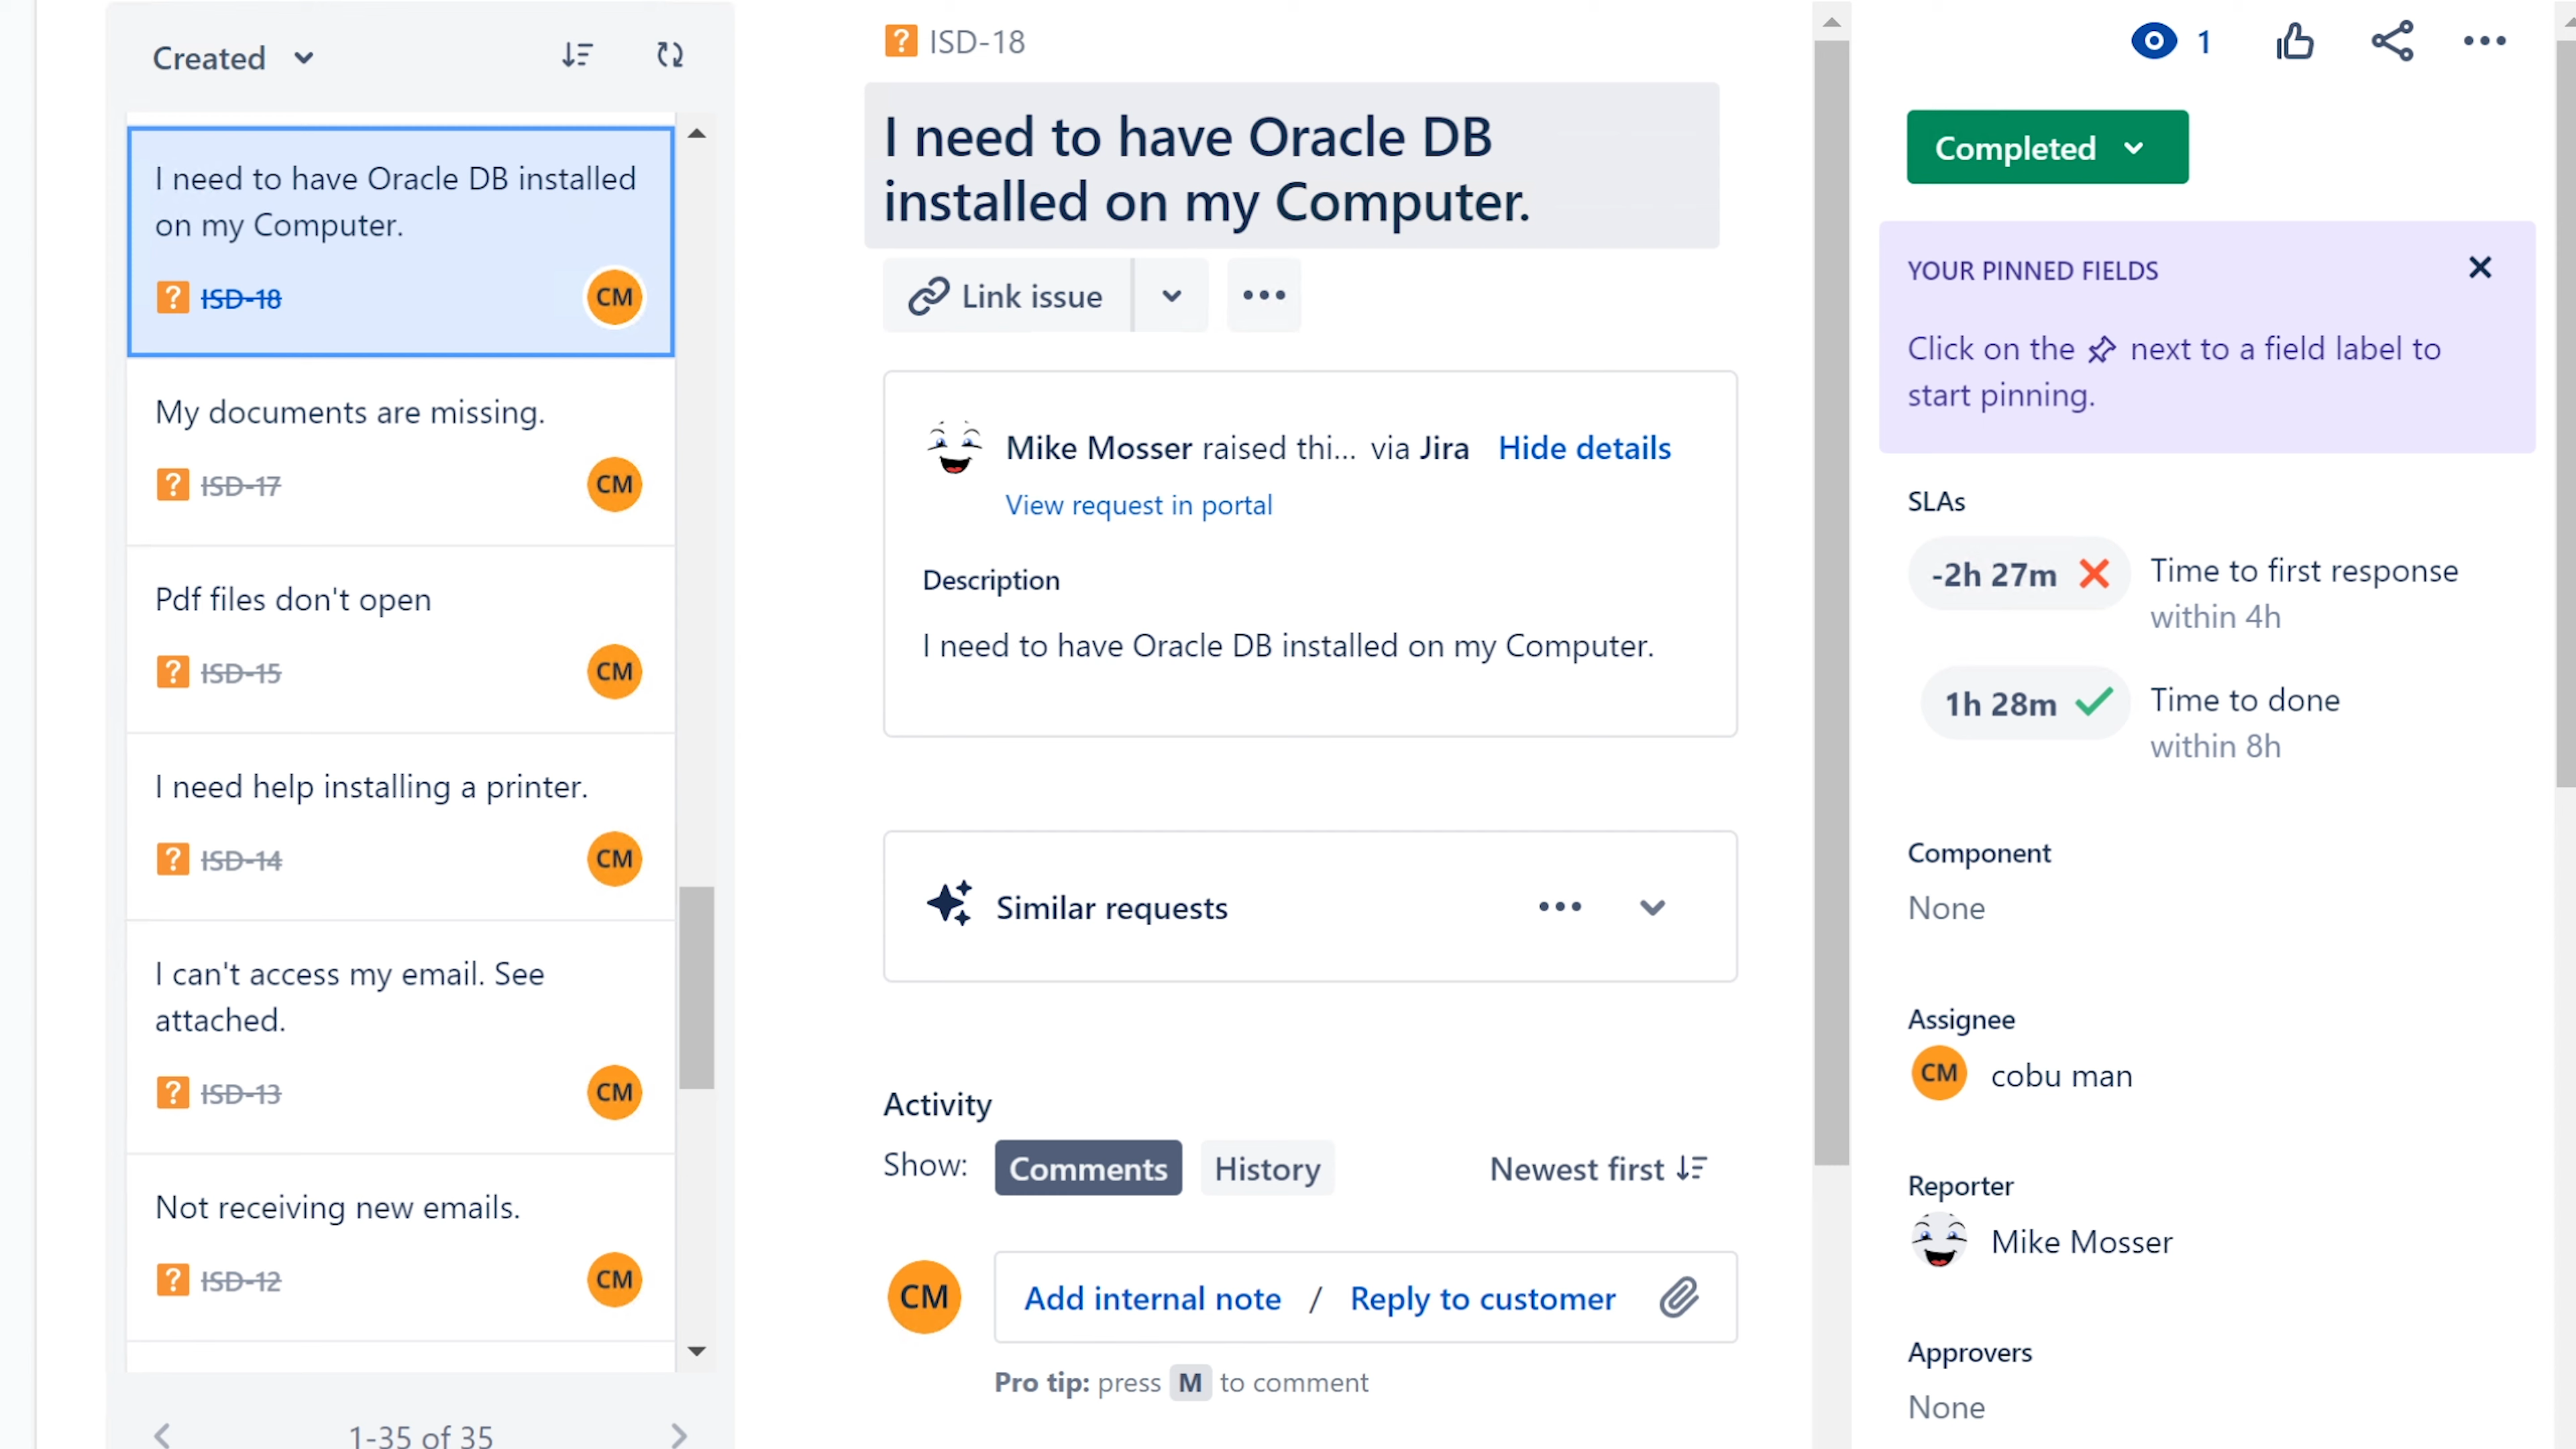 Created
I need to have Oracle DB installed
on my Computer.
ISD-18
CM
My documents are missing.
ISD-17
CM
Pdf files don't open
ISD-15
CM
I need help installing a printer.
ISD-14
CM
I can't access my email. See
attached.
ISD-13
CM
Not receiving new emails.
ISD-12
CM
1-35 of 35
ISD-18
I need to have Oracle DB
installed on my Computer.
Link issue
Mike Mosser raised thi... via Jira Hide details
View request in portal
Description
I need to have Oracle DB installed on my Computer.
Similar requests
Activity
Show: Comments History Newest first
CM Add internal note / Reply to customer
Pro tip: press M to comment
1
Completed
YOUR PINNED FIELDS
Click on the next to a field label to
start pinning.
SLAs
-2h 27m Time to first response
within 4h
1h 28m Time to done
within 8h
Component
None
Assignee
CM cobu man
Reporter
Mike Mosser
Approvers
None